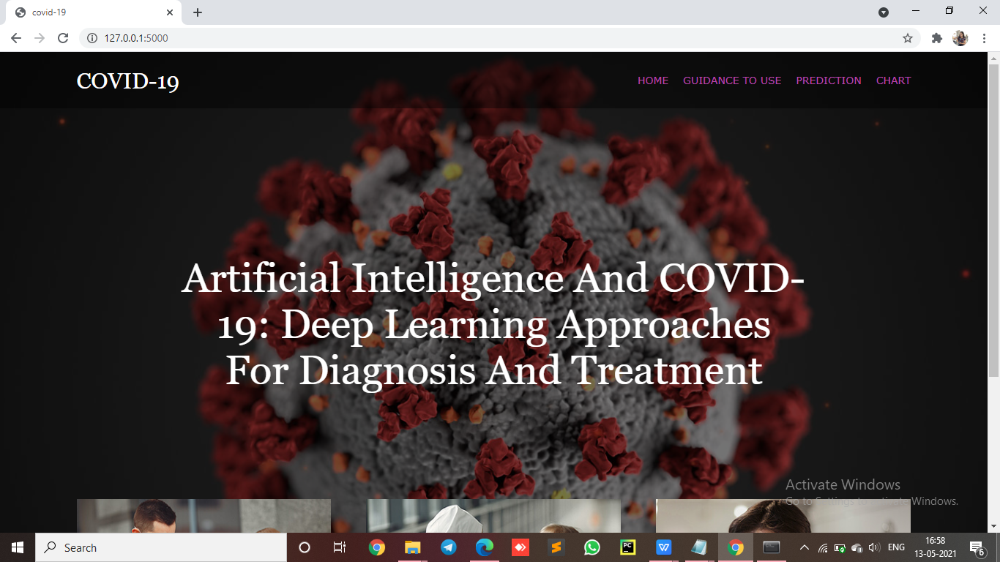 covid-19
127.0.0.1:5000
COVID-19
HOME GUIDANCE TO USE PREDICTION CHART
Artificial Intelligence And COVID-
19: Deep Learning Approaches
For Diagnosis And Treatment
Activate Windows
Go to Settings to activate Windows.
Search
PC
W
ENG
16:58
13-05-2021
6